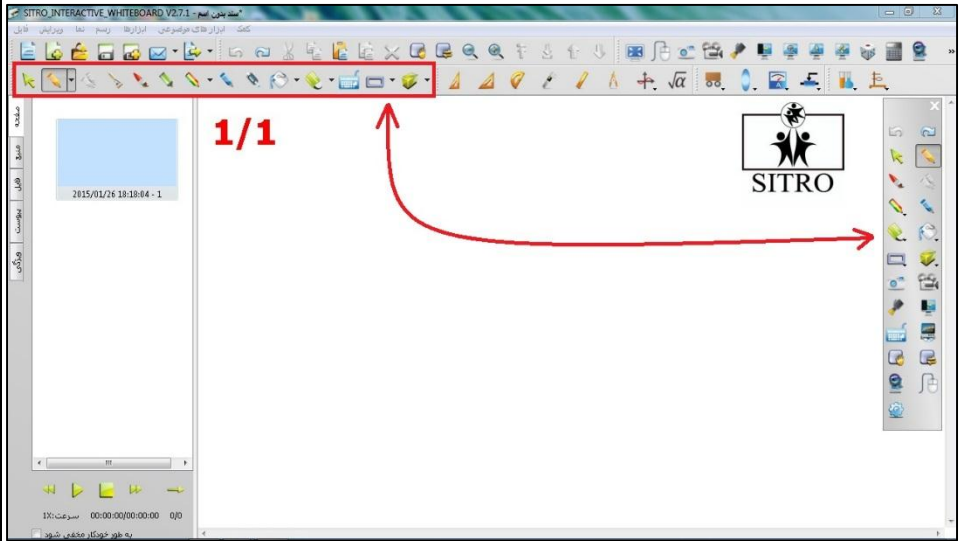 SITRO_INTERACTIVE_WHITEBOARD V2.7.1 - سند بدون اسم*
فایل ویرایش نما رسم ابزارها ابزار های موضوعی کمک
صفحه
منبع
فایل
پیوست
ویژگی
2015/01/26 18:18:04 - 1
1/1
SITRO
سرعت:1X 00:00:00/00:00:00 0/0
به طور خودکار مخفی شود